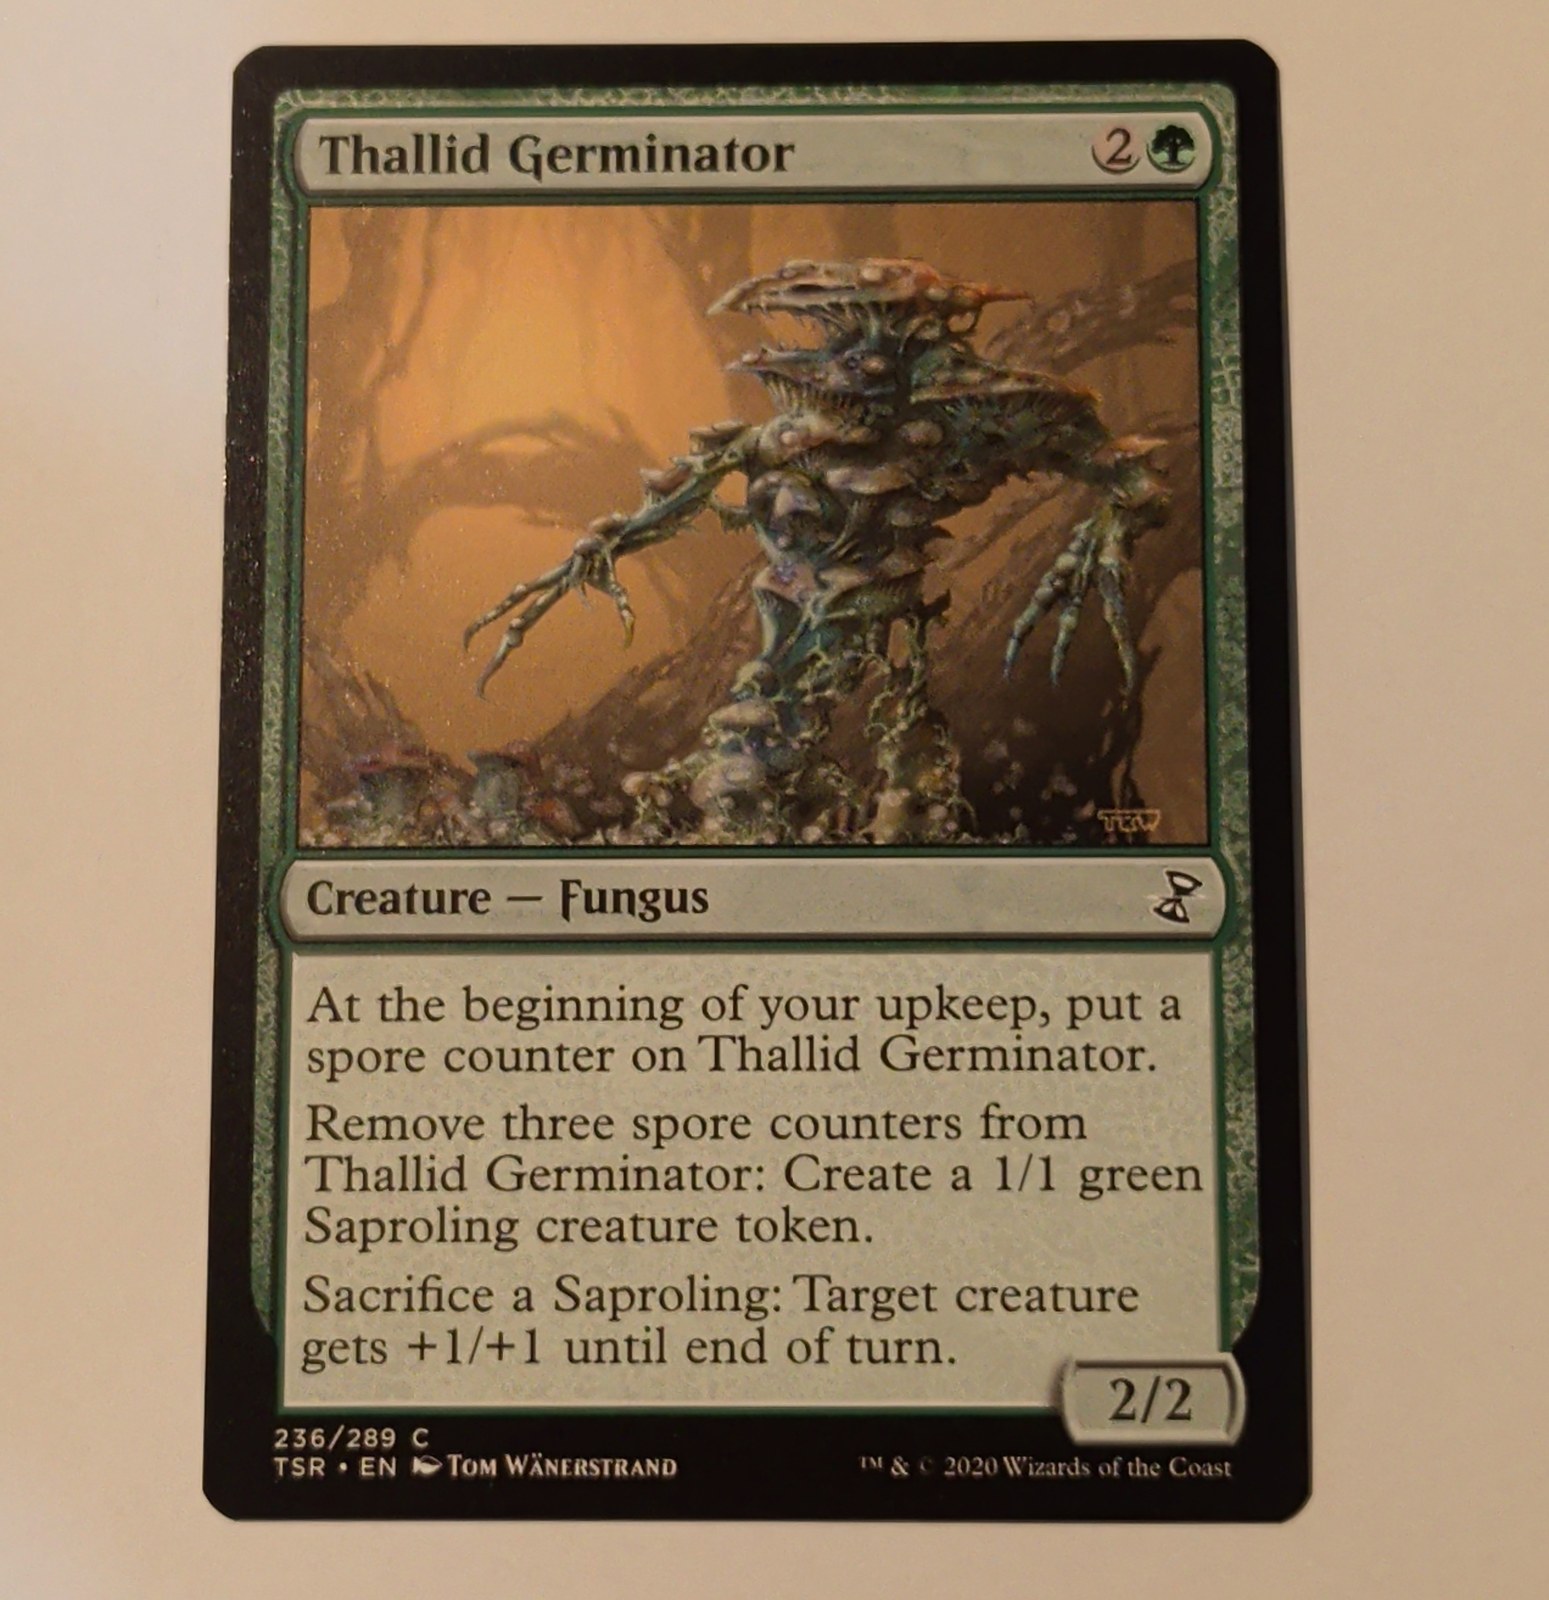 Thallid Germinator 2
Creature — Fungus
At the beginning of your upkeep, put a
spore counter on Thallid Germinator.
Remove three spore counters from
Thallid Germinator: Create a 1/1 green
Saproling creature token.
Sacrifice a Saproling: Target creature
gets +1/+1 until end of turn.
2/2
236/289 C
TSR • EN Tom Wänerstrand
™ & © 2020 Wizards of the Coast